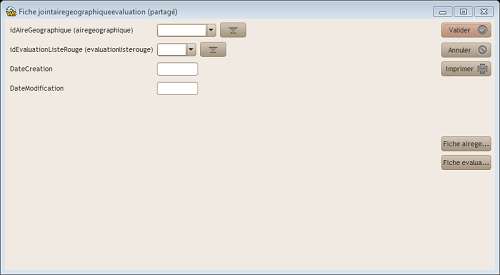 Fiche jointairegeographiqueevaluation (partagé)
idAireGeographique (airegeographique)
Valider
idEvaluationListeRouge (evaluationlisterouge)
Annuler
DateCreation
Imprimer
DateModification
Fiche airege...
Fiche evalua...